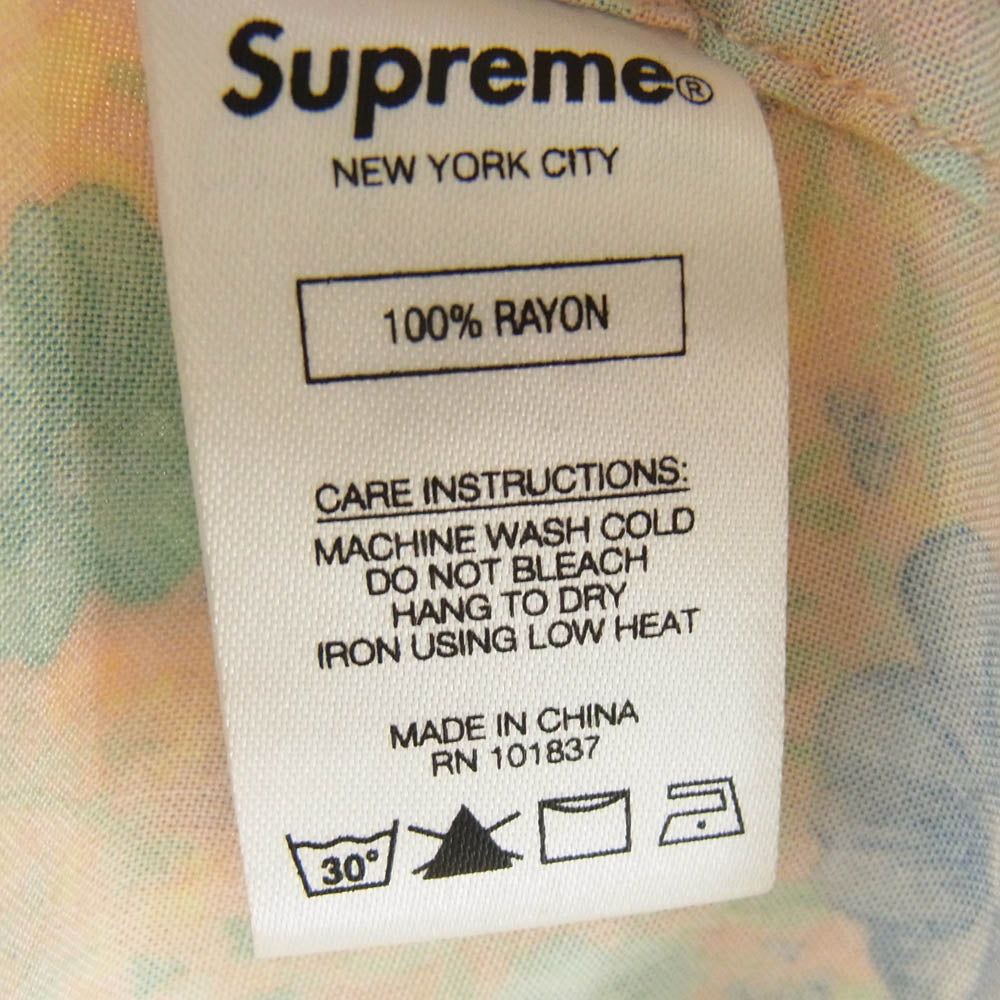 Supreme®
NEW YORK CITY
100% RAYON
CARE INSTRUCTIONS:
MACHINE WASH COLD
DO NOT BLEACH
HANG TO DRY
IRON USING LOW HEAT
MADE IN CHINA
RN 101837
30°